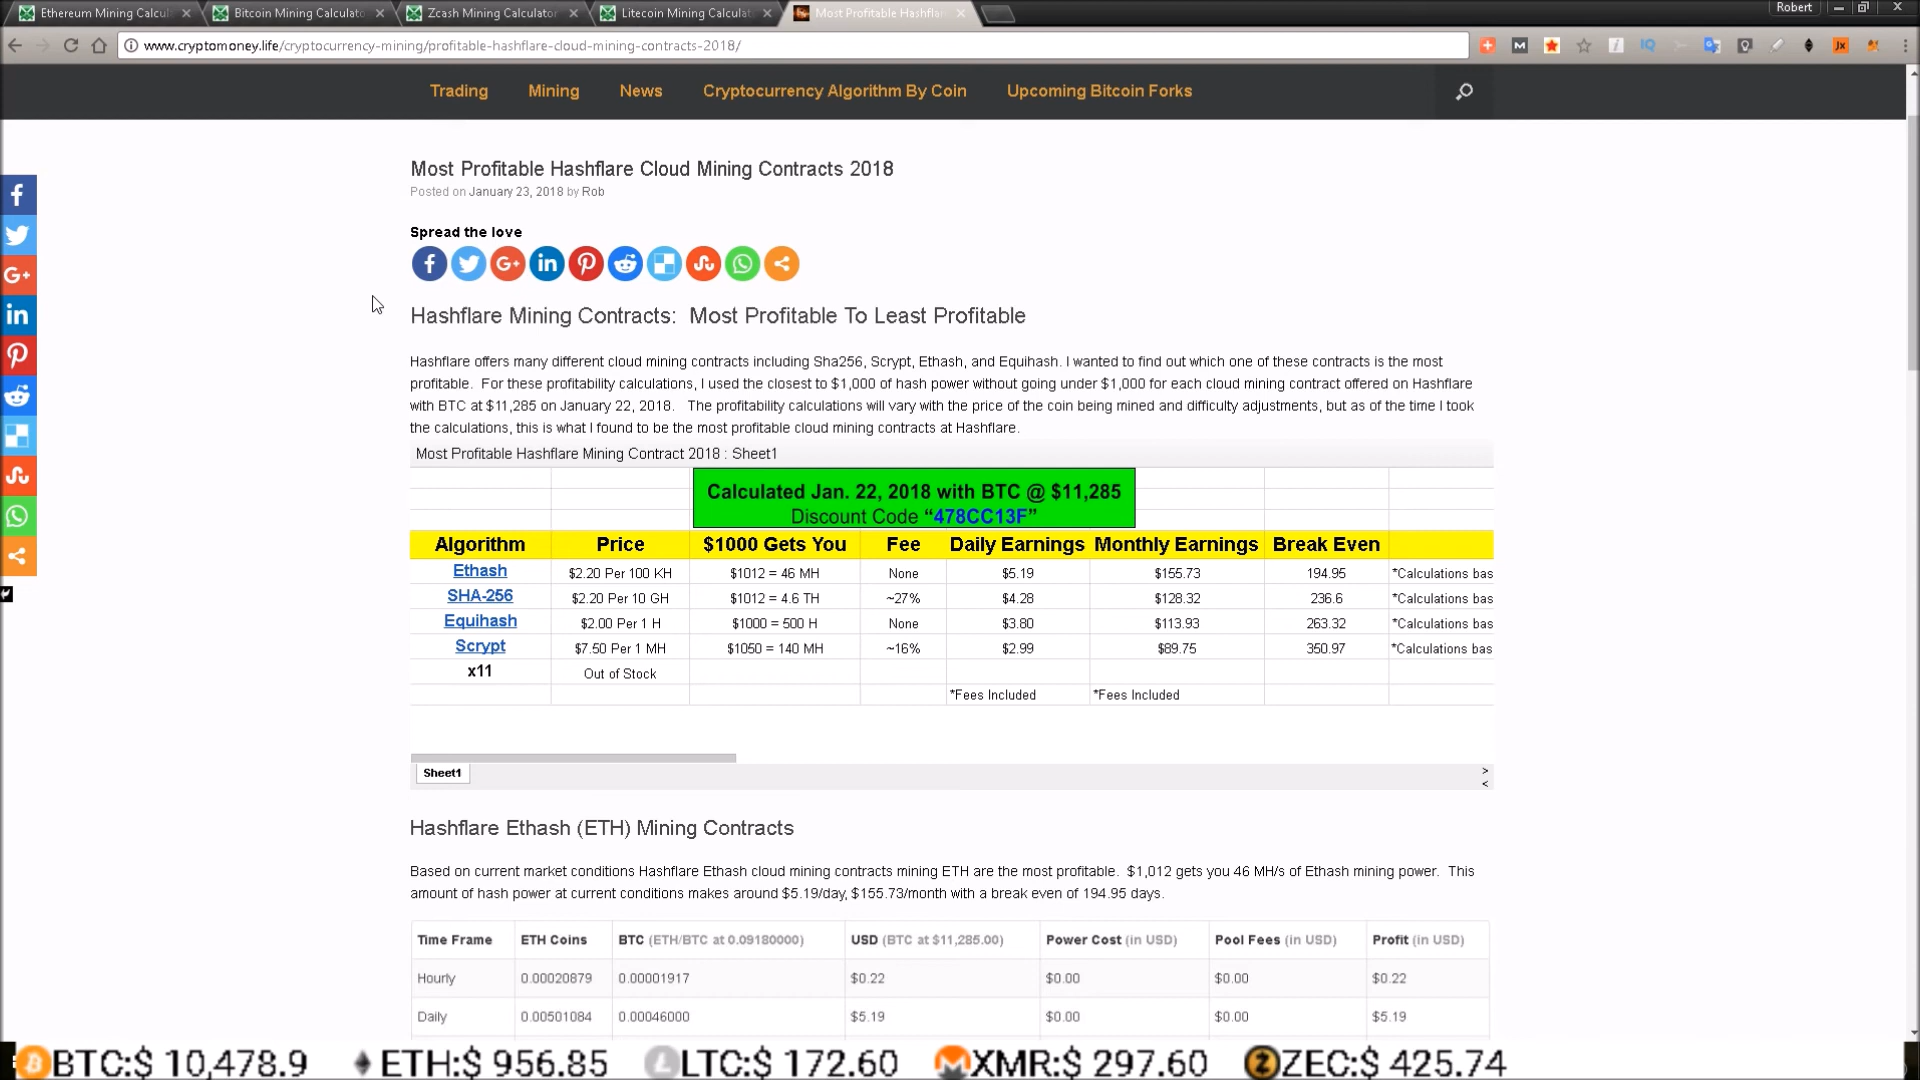 Ethereum Mining Calcul
Bitcoin Mining Calculato
Zcash Mining Calculator
Litecoin Mining Calculat
Most Profitable Hashfla
Robert
www.cryptomoney.life/cryptocurrency-mining/profitable-hashflare-cloud-mining-contracts-2018/
Trading Mining News Cryptocurrency Algorithm By Coin Upcoming Bitcoin Forks
Most Profitable Hashflare Cloud Mining Contracts 2018
Posted on January 23, 2018 by Rob
Spread the love
Hashflare Mining Contracts: Most Profitable To Least Profitable
Hashflare offers many different cloud mining contracts including Sha256, Scrypt, Ethash, and Equihash. I wanted to find out which one of these contracts is the most
profitable. For these profitability calculations, I used the closest to $1,000 of hash power without going under $1,000 for each cloud mining contract offered on Hashflare
with BTC at $11,285 on January 22, 2018. The profitability calculations will vary with the price of the coin being mined and difficulty adjustments, but as of the time I took
the calculations, this is what I found to be the most profitable cloud mining contracts at Hashflare.
Most Profitable Hashflare Mining Contract 2018 : Sheet1
Calculated Jan. 22, 2018 with BTC @ $11,285
Discount Code “478CC13F”
Algorithm Price $1000 Gets You Fee Daily Earnings Monthly Earnings Break Even
Ethash $2.20 Per 100 KH $1012 = 46 MH None $5.19 $155.73 194.95 *Calculations bas
SHA-256 $2.20 Per 10 GH $1012 = 4.6 TH ~27% $4.28 $128.32 236.6 *Calculations bas
Equihash $2.00 Per 1 H $1000 = 500 H None $3.80 $113.93 263.32 *Calculations bas
Scrypt $7.50 Per 1 MH $1050 = 140 MH ~16% $2.99 $89.75 350.97 *Calculations bas
x11 Out of Stock
*Fees Included *Fees Included
Sheet1
Hashflare Ethash (ETH) Mining Contracts
Based on current market conditions Hashflare Ethash cloud mining contracts mining ETH are the most profitable. $1,012 gets you 46 MH/s of Ethash mining power. This
amount of hash power at current conditions makes around $5.19/day, $155.73/month with a break even of 194.95 days.
Time Frame ETH Coins BTC (ETH/BTC at 0.09180000) USD (BTC at $11,285.00) Power Cost (in USD) Pool Fees (in USD) Profit (in USD)
Hourly 0.00020879 0.00001917 $0.22 $0.00 $0.00 $0.22
Daily 0.00501084 0.00046000 $5.19 $0.00 $0.00 $5.19
BTC:$ 10,478.9 ETH:$ 956.85 LTC:$ 172.60 XMR:$ 297.60 ZEC:$ 425.74